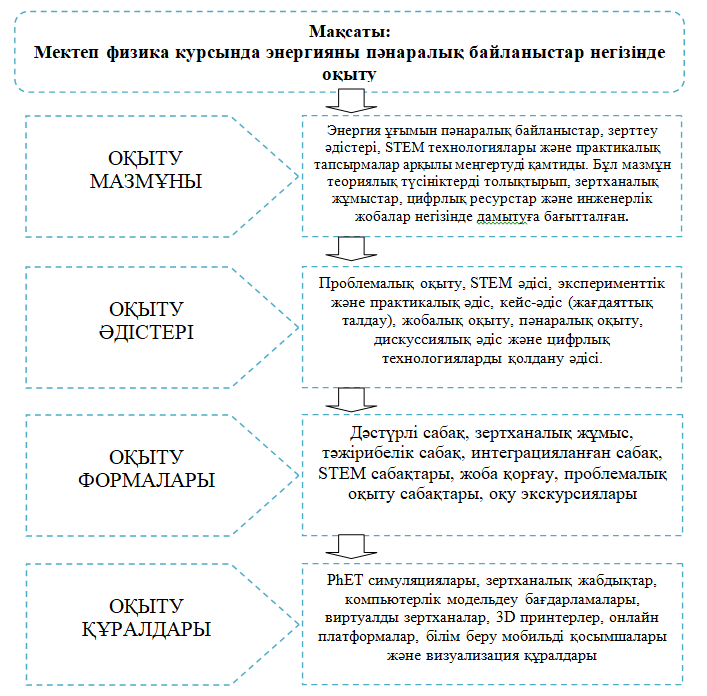 Мақсаты:
Мектеп физика курсында энергияны пәнаралық байланыстар негізінде
оқыту
ОҚЫТУ
МАЗМҰНЫ
Энергия ұғымын пәнаралық байланыстар, зерттеу
әдістері, STEM технологиялары және практикалық
тапсырмалар арқылы меңгертуді қамтиды. Бұл мазмұн
теориялық түсініктерді толықтырып, зертханалық
жұмыстар, цифрлық ресурстар және инженерлік
жобалар негізінде дамытуға бағытталған.
ОҚЫТУ
ӘДІСТЕРІ
Проблемалық оқыту, STEM әдісі, эксперименттік
және практикалық әдіс, кейс-әдіс (жағдаяттық
талдау), жобалық оқыту, пәнаралық оқыту,
дискуссиялық әдіс және цифрлық
технологияларды қолдану әдісі.
ОҚЫТУ
ФОРМАЛАРЫ
Дәстүрлі сабақ, зертханалық жұмыс,
тәжірибелік сабақ, интеграцияланған сабақ,
STEM сабақтары, жоба қорғау, проблемалық
оқыту сабақтары, оқу экскурсиялары
ОҚЫТУ
ҚҰРАЛДАРЫ
PhET симуляциялары, зертханалық жабдықтар,
компьютерлік модельдеу бағдарламалары,
виртуалды зертханалар, 3D принтерлер, онлайн
платформалар, білім беру мобильді қосымшалары
және визуализация құралдары